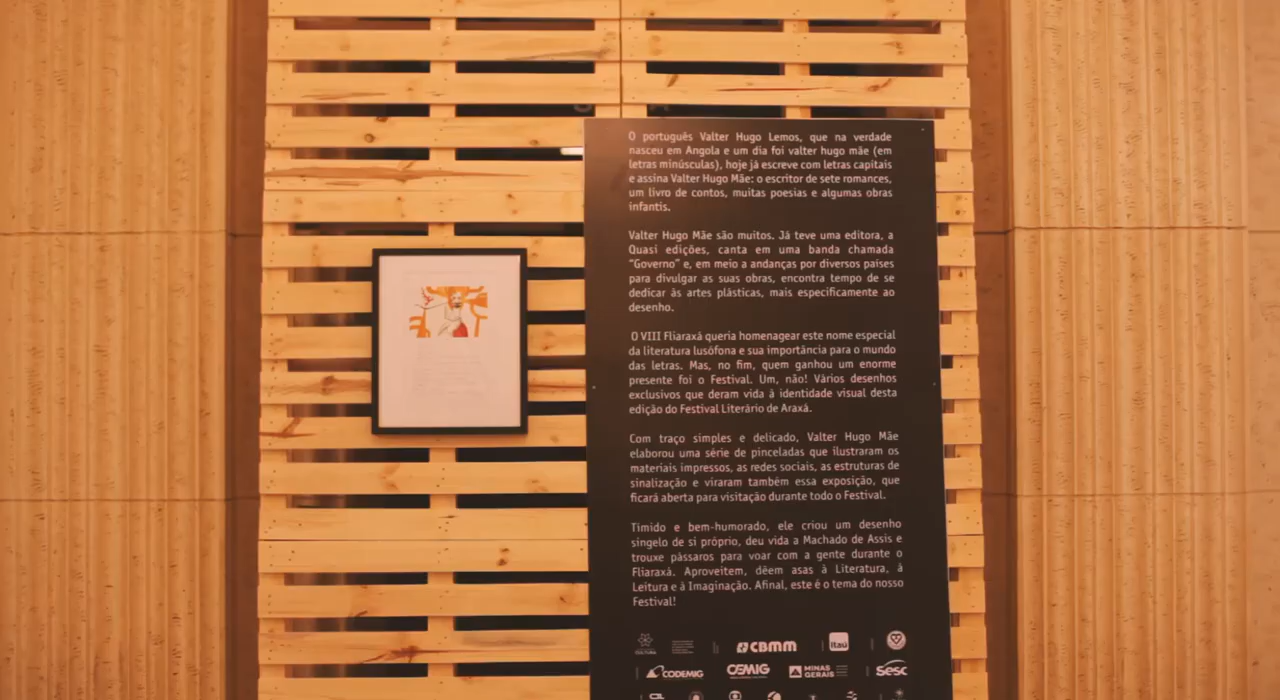 O português Valter Hugo Lemos, que na verdade
nasceu em Angola e um dia foi valter hugo mãe (em
letras minúsculas), hoje já escreve com letras capitais
e assina Valter Hugo Mãe: o escritor de sete romances,
um livro de contos, muitas poesias e algumas obras
infantis.
Valter Hugo Mãe são muitos. Já teve uma editora, a
Quasi edições, canta em uma banda chamada
"Governo" e, em meio a andanças por diversos países
para divulgar as suas obras, encontra tempo de se
dedicar às artes plásticas, mais especificamente ao
desenho.
O VIII Fliaraxá queria homenagear este nome especial
da literatura lusófona e sua importância para o mundo
das letras. Mas, no fim, quem ganhou um enorme
presente foi o Festival. Um, não! Vários desenhos
exclusivos que deram vida à identidade visual desta
edição do Festival Literário de Araxá.
Com traço simples e delicado, Valter Hugo Mãe
elaborou uma série de pinceladas que ilustraram os
materiais impressos, as redes sociais, as estruturas de
sinalização e viraram também essa exposição, que
ficará aberta para visitação durante todo o Festival.
Tímido e bem-humorado, ele criou um desenho
singelo de si próprio, deu vida a Machado de Assis e
trouxe pássaros para voar com a gente durante o
Fliaraxá. Aproveitem, dêem asas à Literatura, à
Leitura e à Imaginação. Afinal, este é o tema do nosso
Festival!
CBMM Itaú
CODEMIG CEMIG MINAS GERAIS Sesc